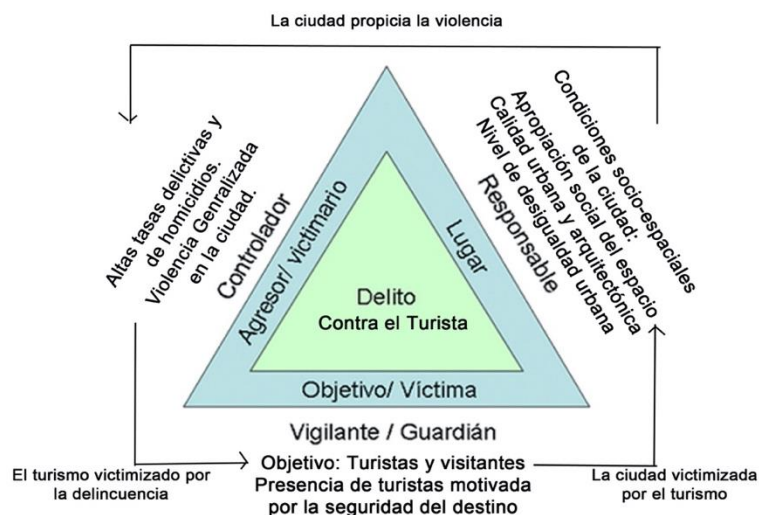 La ciudad propicia la violencia
Altas tasas delictivas y
de homicidios.
Violencia Genralizada
en la ciudad.
Controlador
Agresor/ victimario
Delito
Contra el Turista
Lugar
Responsable
Condiciones socio-espaciales
de la ciudad:
Apropiación social del espacio
Calidad urbana y arquitectónica
Nivel de desigualdad urbana
Objetivo/ Víctima
Vigilante / Guardián
Objetivo: Turistas y visitantes
Presencia de turistas motivada
por la seguridad del destino
El turismo victimizado por
la delincuencia
La ciudad victimizada
por el turismo